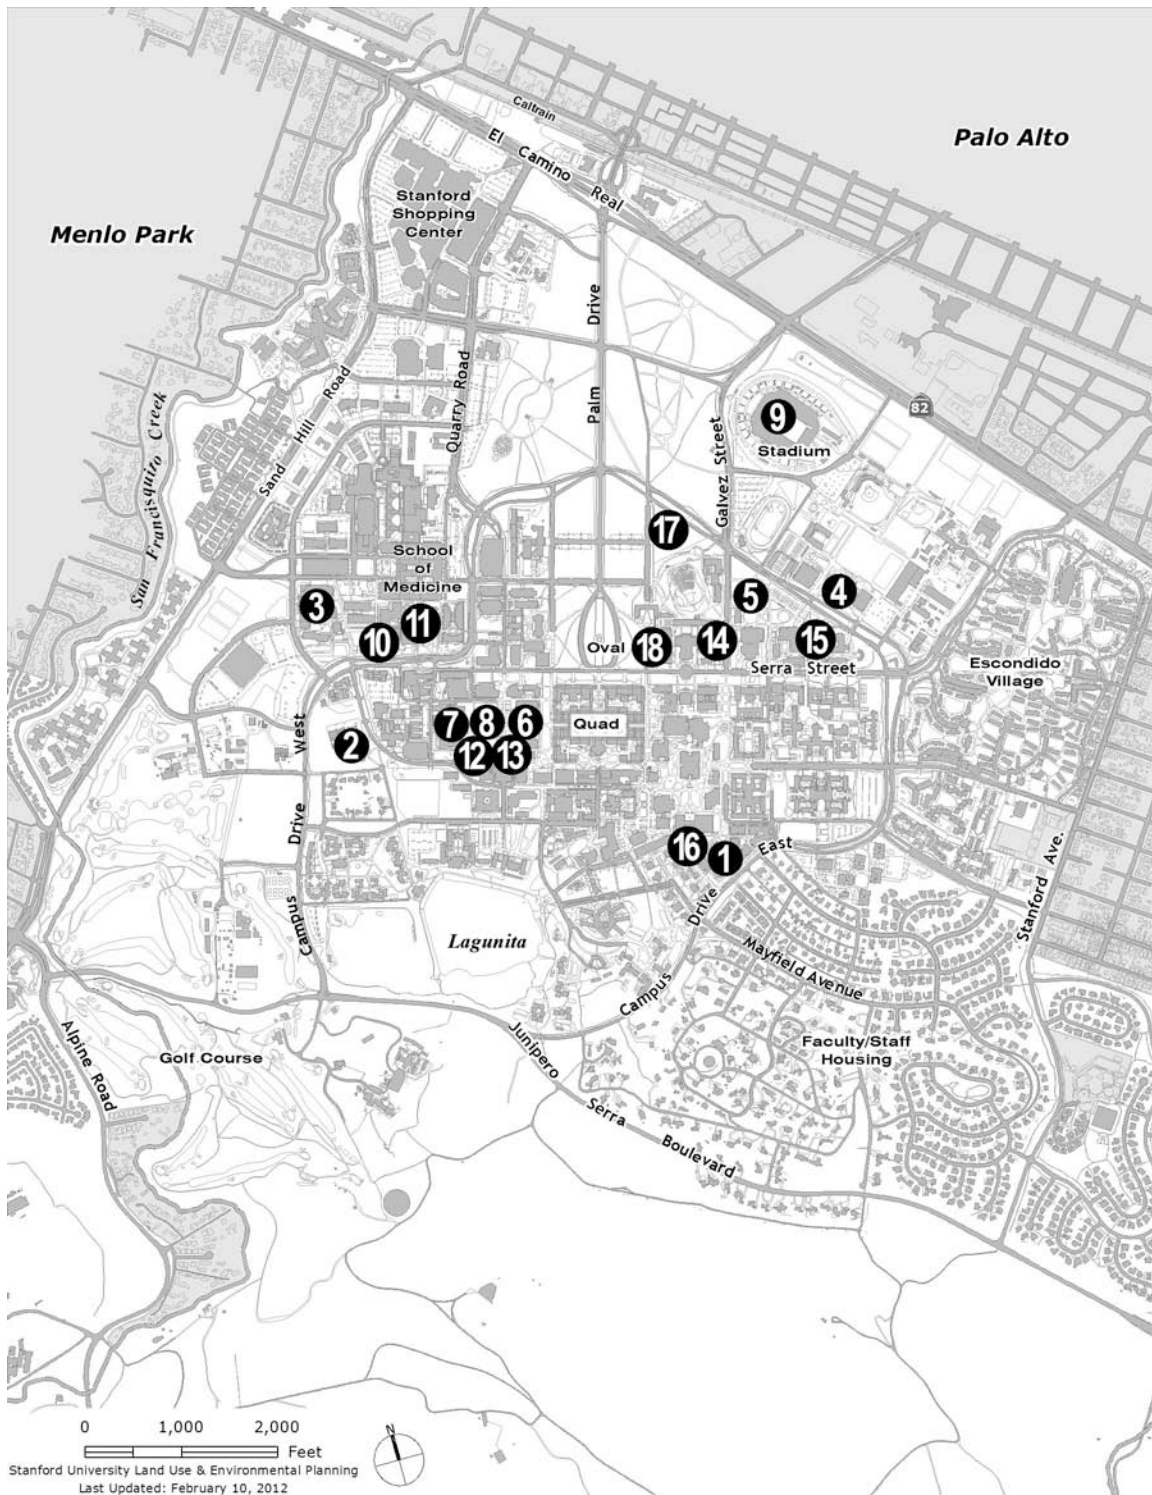 Caltrain
El Camino Real
Palo Alto
Stanford
Shopping
Center
Menlo Park
Palm Drive
Quarry Road
Sand Hill Road
San Francisquito Creek
Galvez Street
9
Stadium
82
17
School
of
Medicine
3
10
11
5
4
Oval
18
14
15
Serra Street
Escondido
Village
7
8
6
Quad
2
12
13
Campus Drive West
16
1
Campus Drive East
Stanford Ave.
Lagunita
Mayfield Avenue
Alpine Road
Golf Course
Junipero Serra Boulevard
Faculty/Staff
Housing
0 1,000 2,000
Feet
N
Stanford University Land Use & Environmental Planning
Last Updated: February 10, 2012